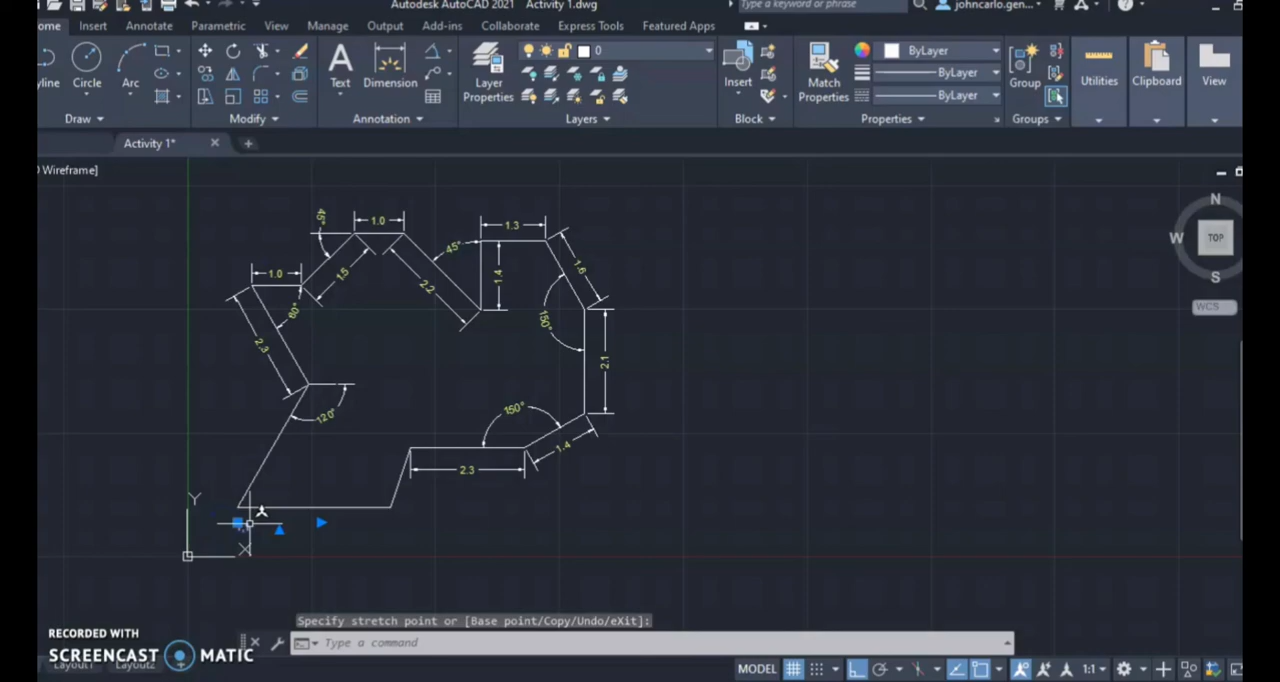 Autodesk AutoCAD 2021 Activity 1.dwg
Type a keyword or phrase
johncarlo.gen...
ome Insert Annotate Parametric View Manage Output Add-ins Collaborate Express Tools Featured Apps
0
ByLayer
ByLayer
ByLayer
yline Circle Arc
Text Dimension
Layer Properties
Insert
Match Properties
Group
Utilities
Clipboard
View
Draw Modify Annotation Layers Block Properties Groups
Activity 1*
D Wireframe]
N
W TOP
S
WCS
45°
1.0
1.3
45°
1.6
1.0
1.5
1.4
2.2
60°
150°
2.3
2.1
120°
150°
1.4
2.3
Y
X
Specify stretch point or [Base point/Copy/Undo/eXit]:
Type a command
RECORDED WITH
SCREENCAST MATIC
Layout1 Layout2
MODEL
1:1